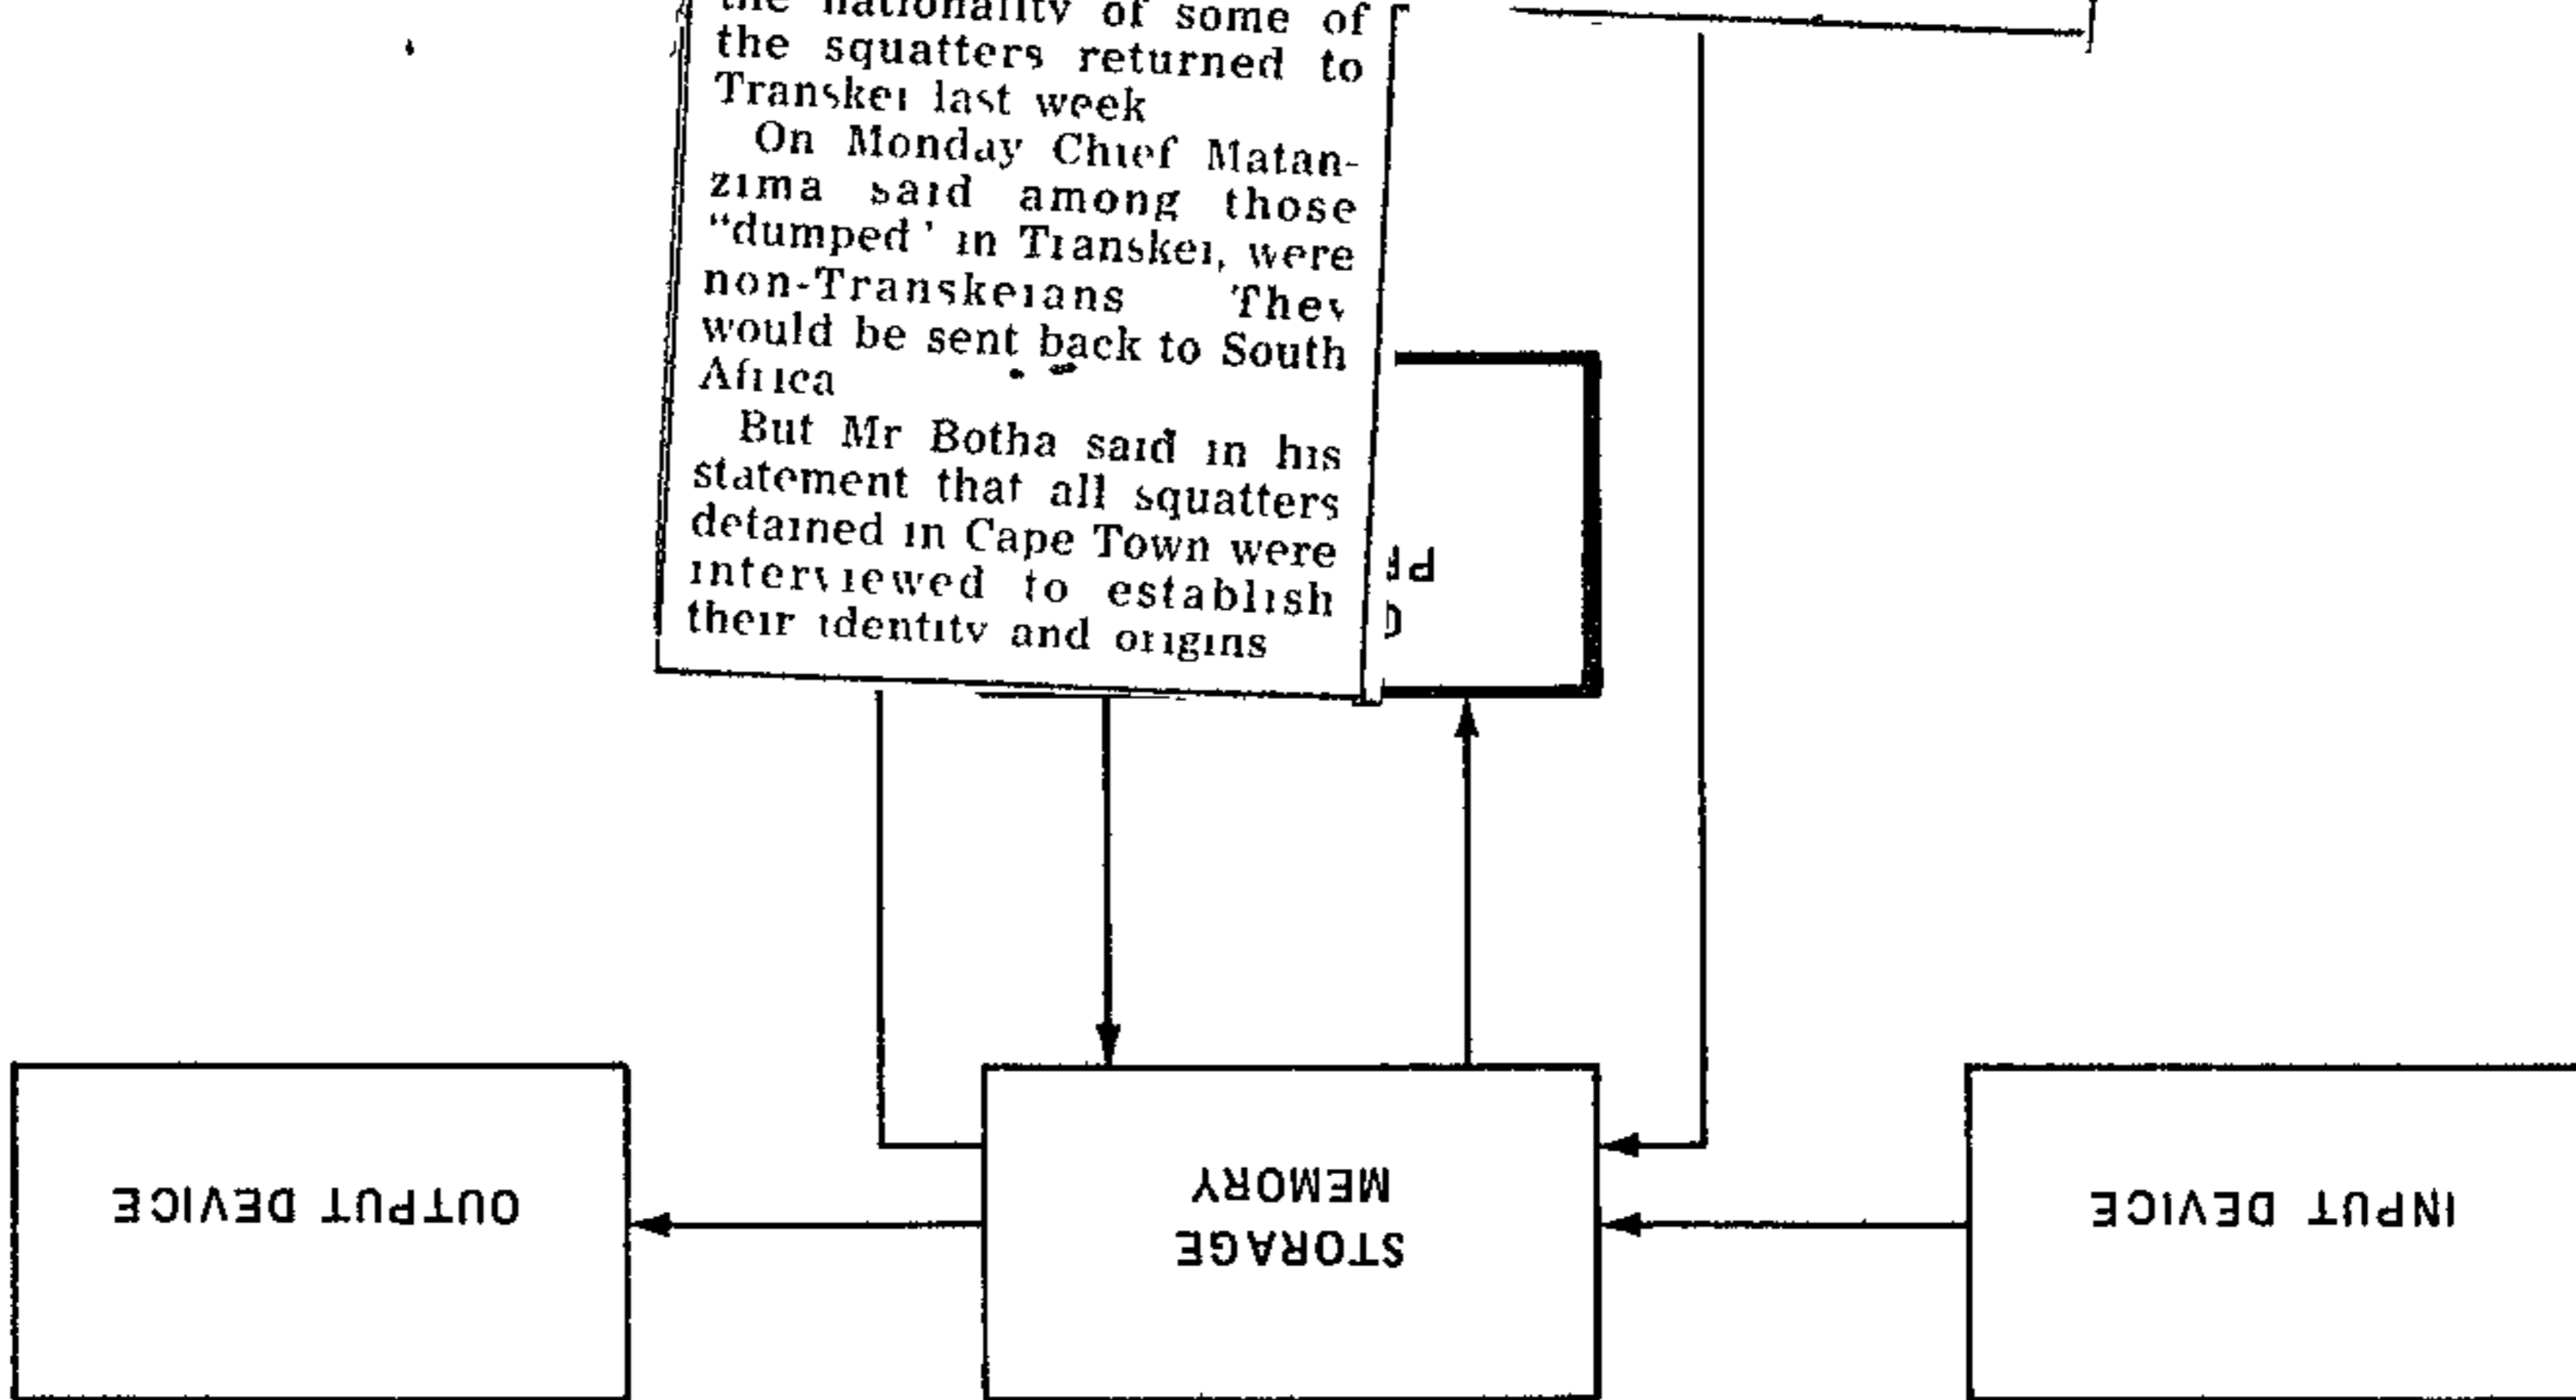 the nationality of some of
the squatters returned to
Transkei last week
On Monday Chief Matan-
zima said among those
"dumped' in Transkei, were
non-Transkeians They
would be sent back to South
Africa
But Mr Botha said in his
statement that all squatters
detained in Cape Town were
interviewed to establish
their identity and origins
OUTPUT DEVICE
STORAGE
MEMORY
INPUT DEVICE